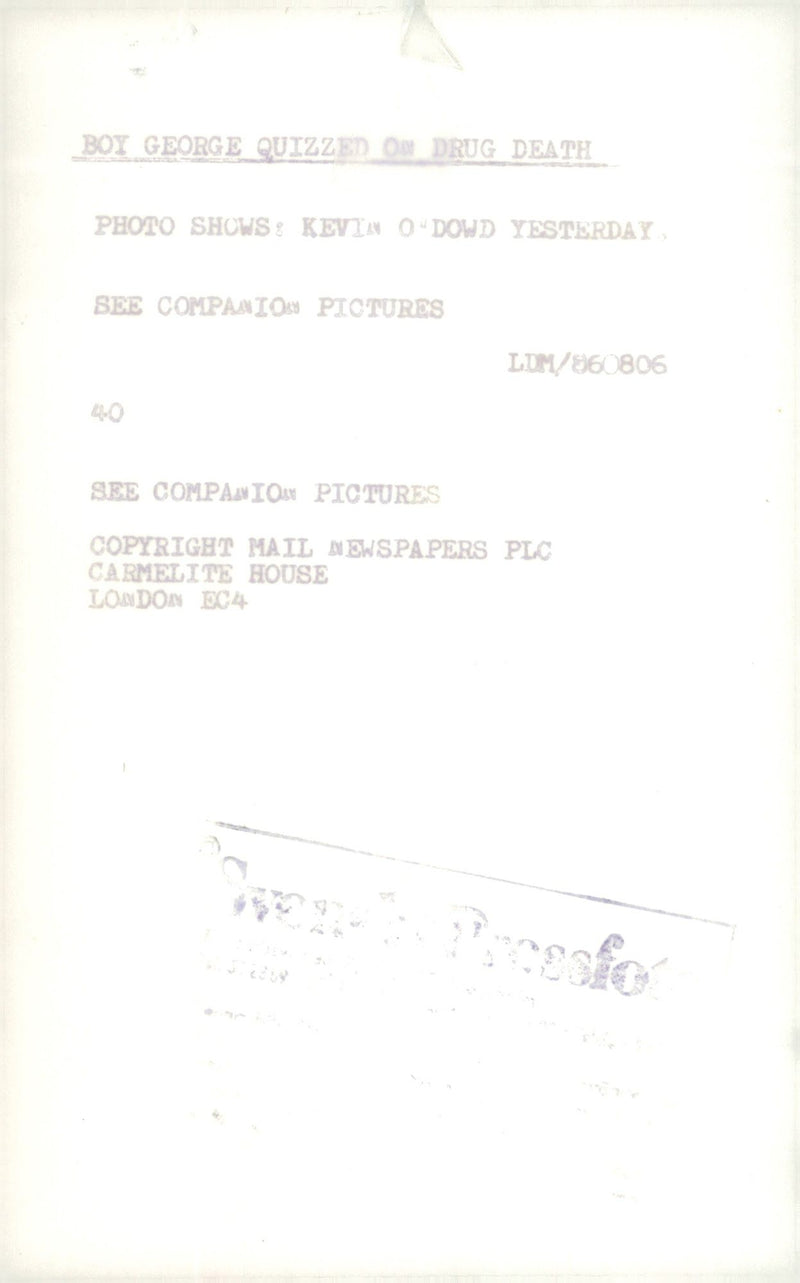 BOY GEORGE QUIZZED ON DRUG DEATH
PHOTO SHOWS: KEVIN O"DOWD YESTERDAY.
SEE COMPANION PICTURES
LDM/860806
40
SEE COMPANION PICTURES
COPYRIGHT MAIL NEWSPAPERS PLC
CARMELITE HOUSE
LONDON EC4